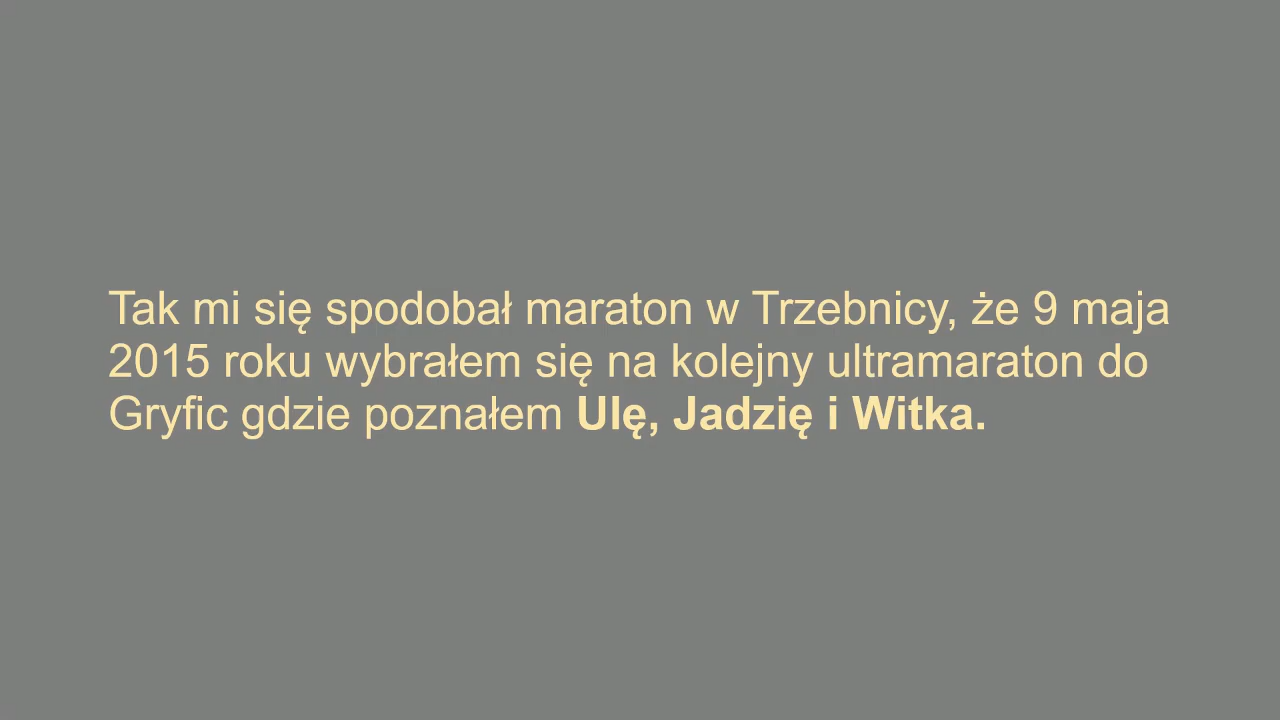 Tak mi się spodobał maraton w Trzebnicy, że 9 maja
2015 roku wybrałem się na kolejny ultramaraton do
Gryfic gdzie poznałem Ulę, Jadzię i Witka.